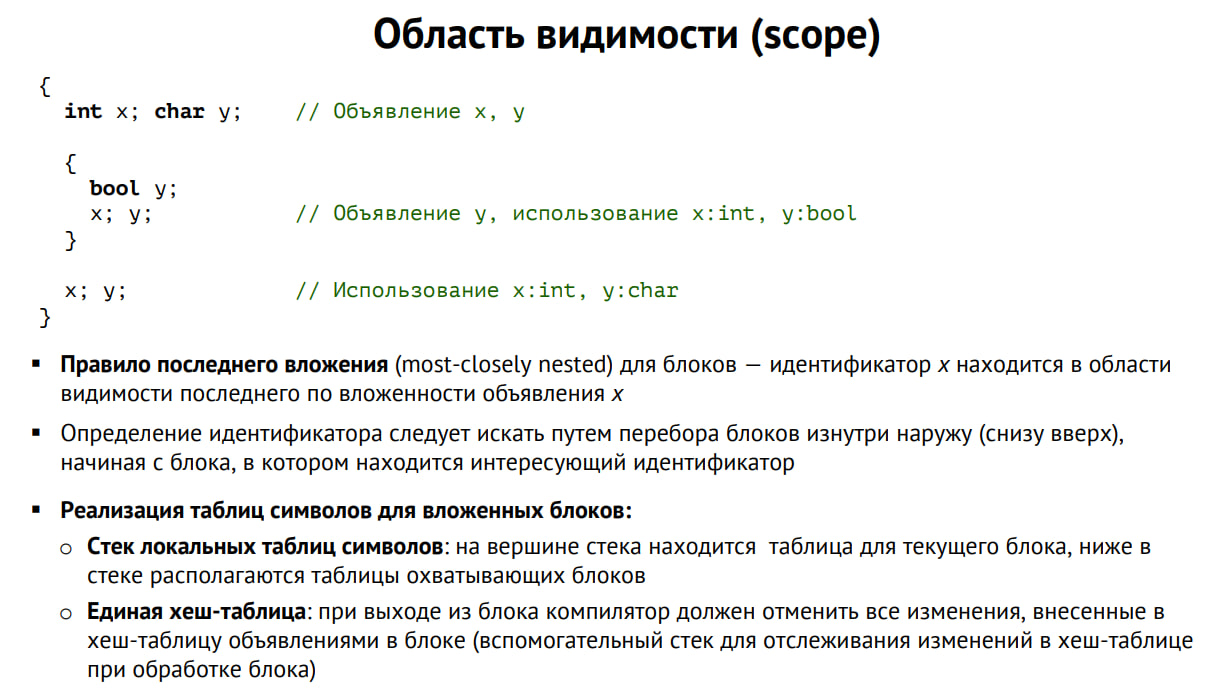 Область видимости (scope)
{
int x; char y; // Объявление x, y
{
bool y;
x; y; // Объявление y, использование x:int, y:bool
}
x; y; // Использование x:int, y:char
}
▪ Правило последнего вложения (most-closely nested) для блоков — идентификатор x находится в области
видимости последнего по вложенности объявления x
▪ Определение идентификатора следует искать путем перебора блоков изнутри наружу (снизу вверх),
начиная с блока, в котором находится интересующий идентификатор
▪ Реализация таблиц символов для вложенных блоков:
o Стек локальных таблиц символов: на вершине стека находится таблица для текущего блока, ниже в
стеке располагаются таблицы охватывающих блоков
o Единая хеш-таблица: при выходе из блока компилятор должен отменить все изменения, внесенные в
хеш-таблицу объявлениями в блоке (вспомогательный стек для отслеживания изменений в хеш-таблице
при обработке блока)